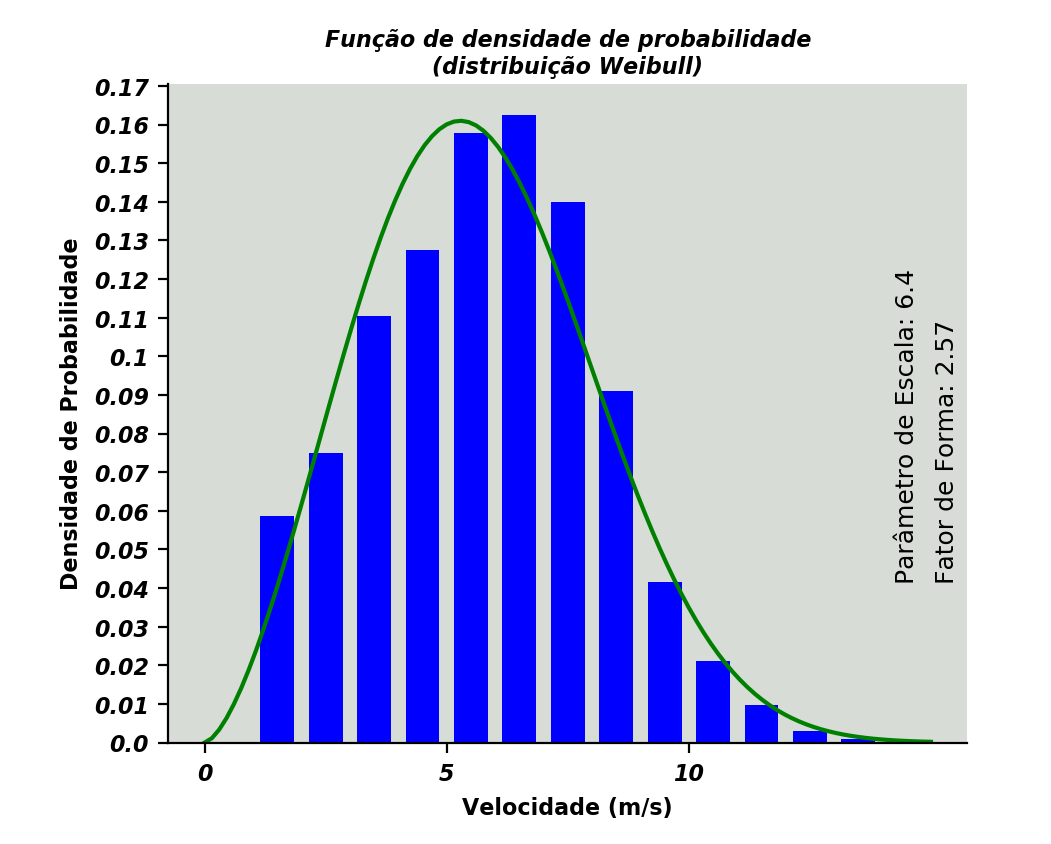 Função de densidade de probabilidade
(distribuição Weibull)
0.17
0.16
0.15
0.14
0.13
0.12
0.11
0.1
0.09
0.08
0.07
0.06
0.05
0.04
0.03
0.02
0.01
0.0
Densidade de Probabilidade
0 5 10
Velocidade (m/s)
Parâmetro de Escala: 6.4
Fator de Forma: 2.57